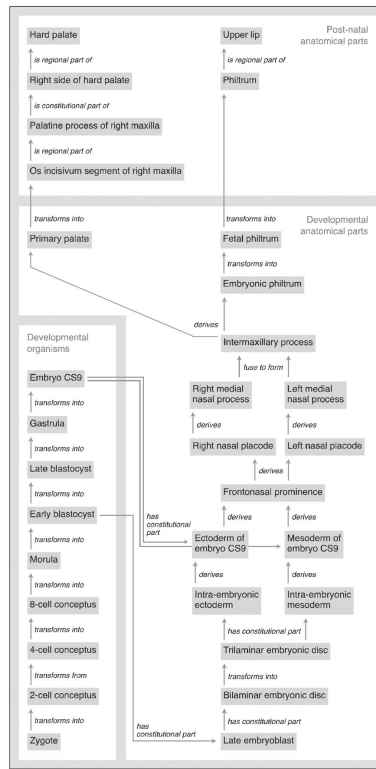 Post-natal
anatomical parts
Hard palate
is regional part of
Right side of hard palate
is constitutional part of
Palatine process of right maxilla
is regional part of
Os incisivum segment of right maxilla
transforms into
Primary palate
Upper lip
is regional part of
Philtrum
transforms into
Developmental
anatomical parts
Fetal philtrum
transforms into
Embryonic philtrum
derives
Intermaxillary process
fuse to form
Right medial
nasal process
Left medial
nasal process
derives
derives
Right nasal placode
Left nasal placode
derives
Frontonasal prominence
derives
derives
Ectoderm of
embryo CS9
Mesoderm of
embryo CS9
derives
derives
Intra-embryonic
ectoderm
Intra-embryonic
mesoderm
has constitutional part
Trilaminar embryonic disc
transforms into
Bilaminar embryonic disc
has constitutional part
Late embryoblast
Developmental
organisms
Embryo CS9
transforms into
Gastrula
transforms into
Late blastocyst
transforms into
Early blastocyst
transforms into
Morula
transforms into
8-cell conceptus
transforms into
4-cell conceptus
transforms from
2-cell conceptus
transforms into
Zygote
has
constitutional
part
has
constitutional part